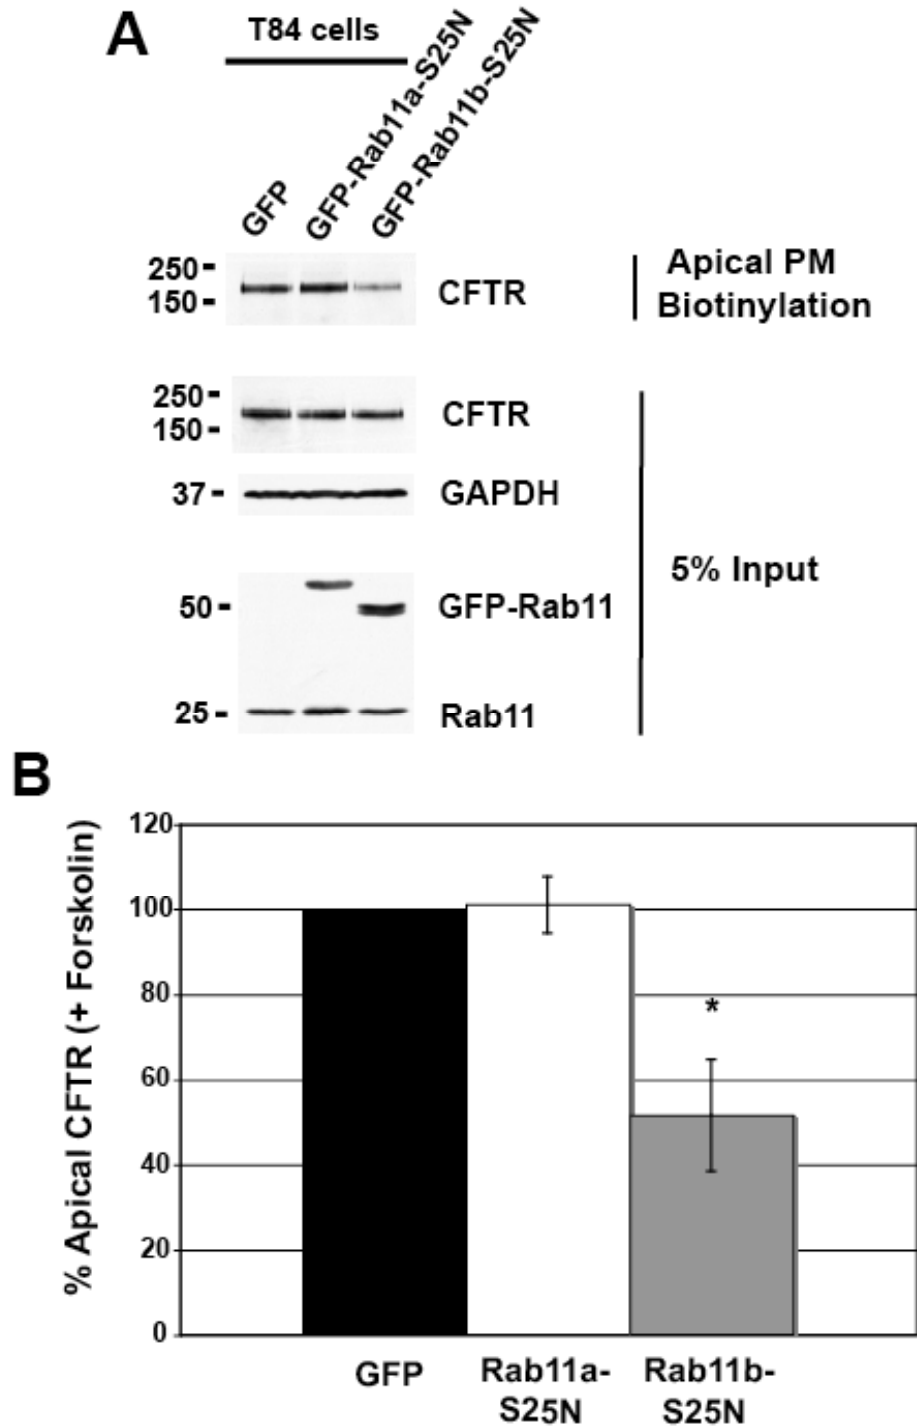 A
T84 cells
GFP
GFP-Rab11a-S25N
GFP-Rab11b-S25N
250
150
CFTR
Apical PM
Biotinylation
250
150
CFTR
37
GAPDH
5% Input
50
GFP-Rab11
25
Rab11
B
% Apical CFTR (+ Forskolin)
120
100
80
60
40
20
0
*
GFP
Rab11a-
S25N
Rab11b-
S25N